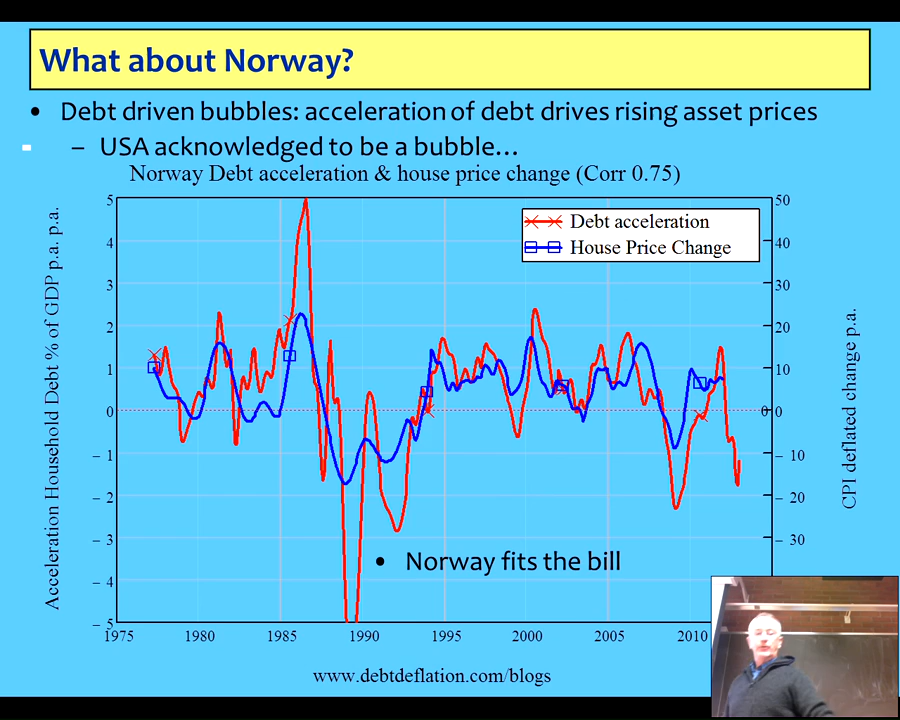 What about Norway?
• Debt driven bubbles: acceleration of debt drives rising asset prices
– USA acknowledged to be a bubble…
Norway Debt acceleration & house price change (Corr 0.75)
Acceleration Household Debt % of GDP p.a. p.a.
5
4
3
2
1
0
– 1
– 2
– 3
– 4
– 5
Debt acceleration
House Price Change
50
40
30
20
10
0
– 10
– 20
– 30
CPI deflated change p.a.
0
• Norway fits the bill
1975 1980 1985 1990 1995 2000 2005 2010
www.debtdeflation.com/blogs